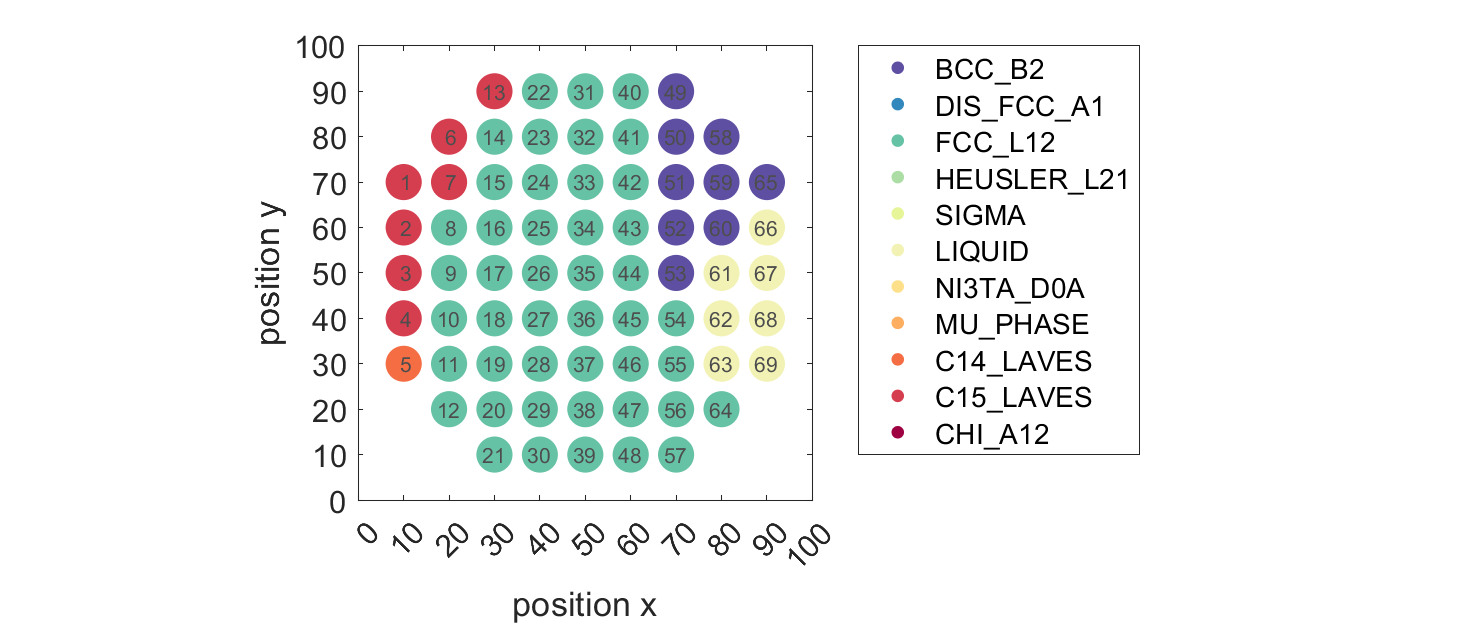 100
90 13 22 31 40 49
80 6 14 23 32 41 50 58
70 1 7 15 24 33 42 51 59 65
60 2 8 16 25 34 43 52 60 66
50 3 9 17 26 35 44 53 61 67
40 4 10 18 27 36 45 54 62 68
30 5 11 19 28 37 46 55 63 69
20 12 20 29 38 47 56 64
10 21 30 39 48 57
0
0 10 20 30 40 50 60 70 80 90 100
position x
position y
BCC_B2
DIS_FCC_A1
FCC_L12
HEUSLER_L21
SIGMA
LIQUID
NI3TA_D0A
MU_PHASE
C14_LAVES
C15_LAVES
CHI_A12